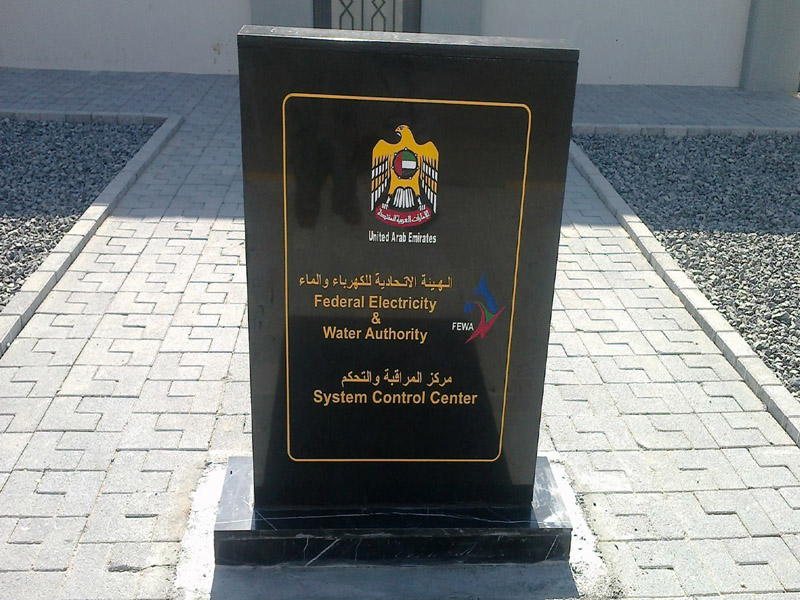 الإمارات العربية المتحدة
United Arab Emirates
الهيئة الاتحادية للكهرباء والماء
Federal Electricity
&
Water Authority
FEWA
مركز المراقبة والتحكم
System Control Center